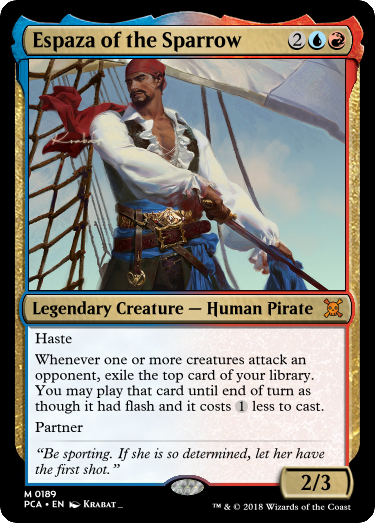 Espaza of the Sparrow 2
Krabat
Legendary Creature — Human Pirate
Haste
Whenever one or more creatures attack an
opponent, exile the top card of your library.
You may play that card until end of turn as
though it had flash and it costs 1 less to cast.
Partner
“Be sporting. If she is so determined, let her have
the first shot.”
2/3
M 0189
PCA • EN Krabat_
™ & © 2018 Wizards of the Coast